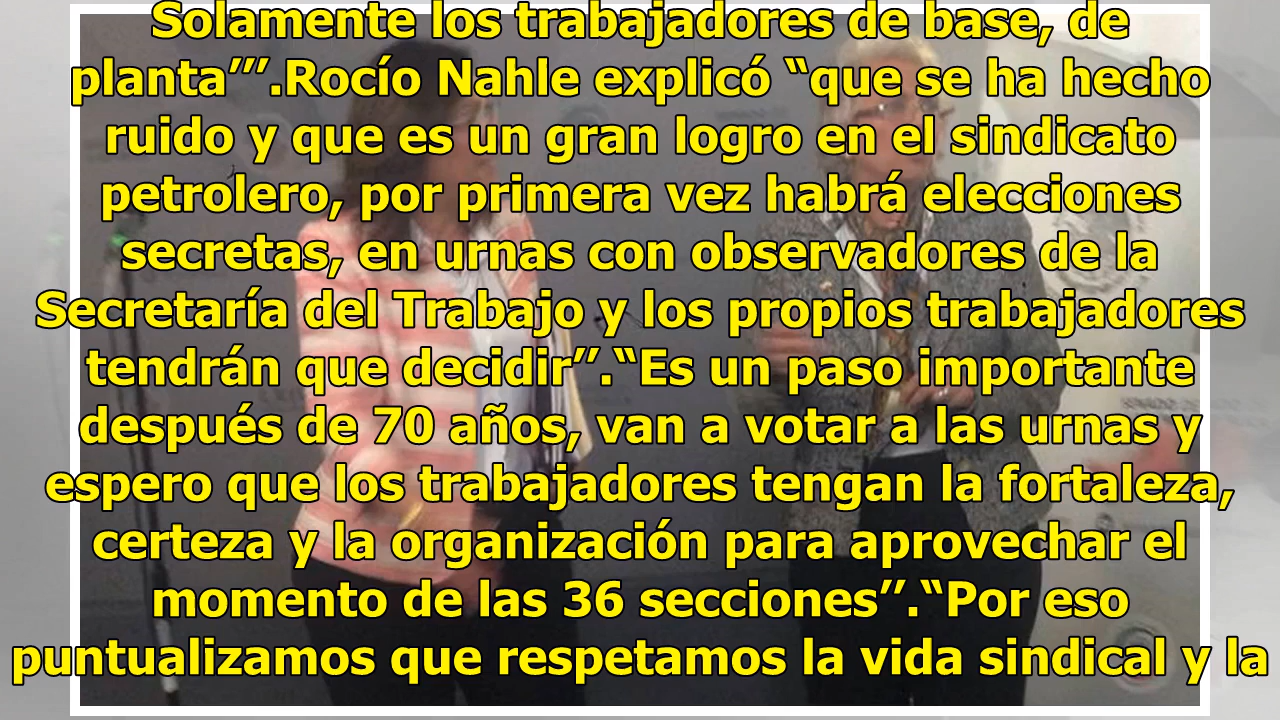 Solamente los trabajadores de base, de
planta”’.Rocío Nahle explicó “que se ha hecho
ruido y que es un gran logro en el sindicato
petrolero, por primera vez habrá elecciones
secretas, en urnas con observadores de la
Secretaría del Trabajo y los propios trabajadores
tendrán que decidir”.“Es un paso importante
después de 70 años, van a votar a las urnas y
espero que los trabajadores tengan la fortaleza,
certeza y la organización para aprovechar el
momento de las 36 secciones”.“Por eso
puntualizamos que respetamos la vida sindical y la